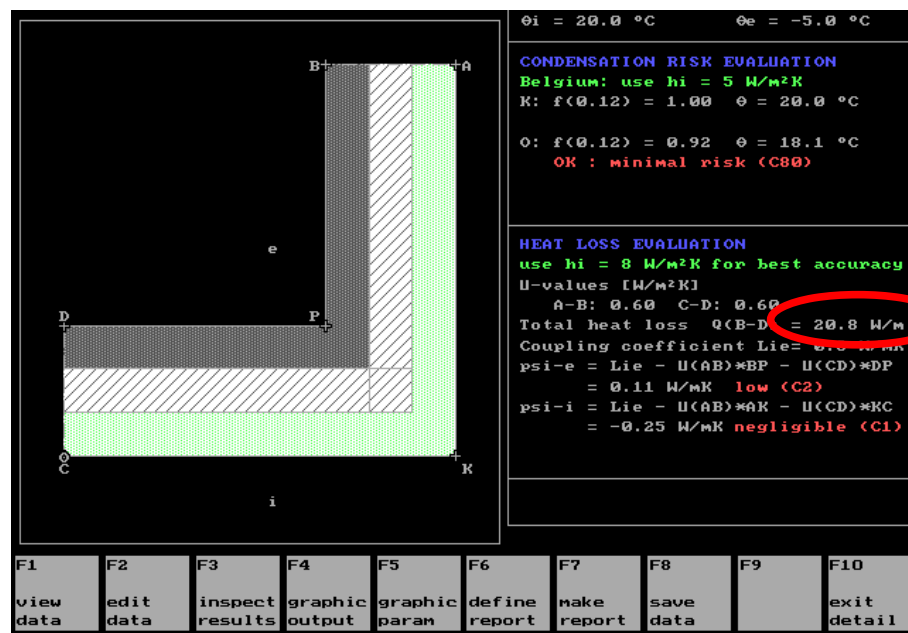 θi = 20.0 °C θe = -5.0 °C
CONDENSATION RISK EVALUATION
Belgium: use hi = 5 W/m²K
K: f(0.12) = 1.00 θ = 20.0 °C
O: f(0.12) = 0.92 θ = 18.1 °C
OK : minimal risk (C80)
HEAT LOSS EVALUATION
use hi = 8 W/m²K for best accuracy
U-values [W/m²K]
A-B: 0.60 C-D: 0.60
Total heat loss Q(B-D) = 20.8 W/m
Coupling coefficient Lie=
psi-e = Lie - U(AB)*BP - U(CD)*DP
= 0.11 W/mK low (C2)
psi-i = Lie - U(AB)*AK - U(CD)*KC
= -0.25 W/mK negligible (C1)
B A
e
D P
O
C K
i
F1 F2 F3 F4 F5 F6 F7 F8 F9 F10
view edit inspect graphic graphic define make save exit
data data results output param report report data detail